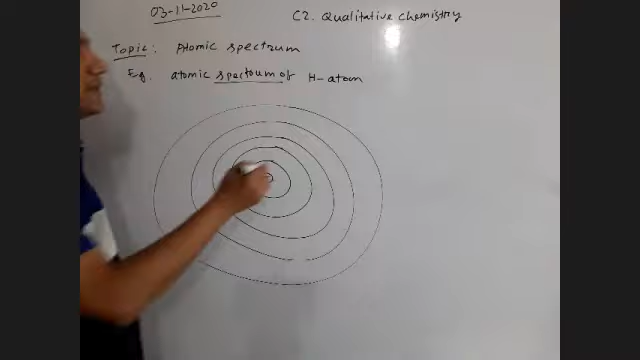 03-11-2020
C2. Qualitative chemistry
Topic: Atomic spectrum
Eg. atomic spectrum of H-atom